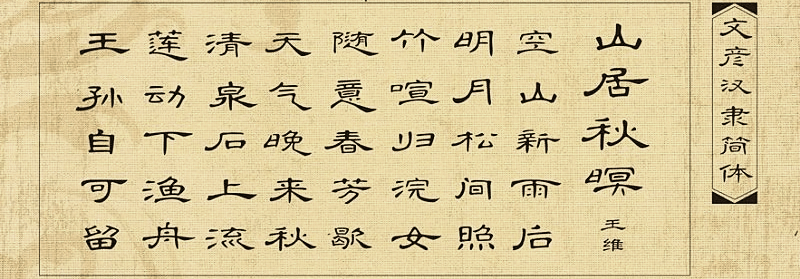 文彦汉隶简体
山居秋暝
王维
空山新雨后
明月松间照
竹喧归浣女
随意春芳歇
天气晚来秋
清泉石上流
莲动下渔舟
王孙自可留